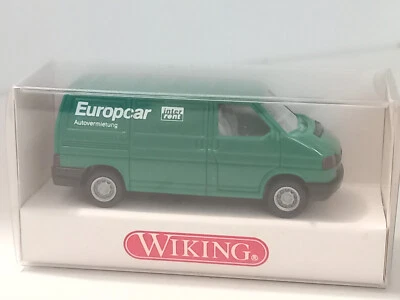 Europcar
Autovermietung
inter
rent
WIKING®